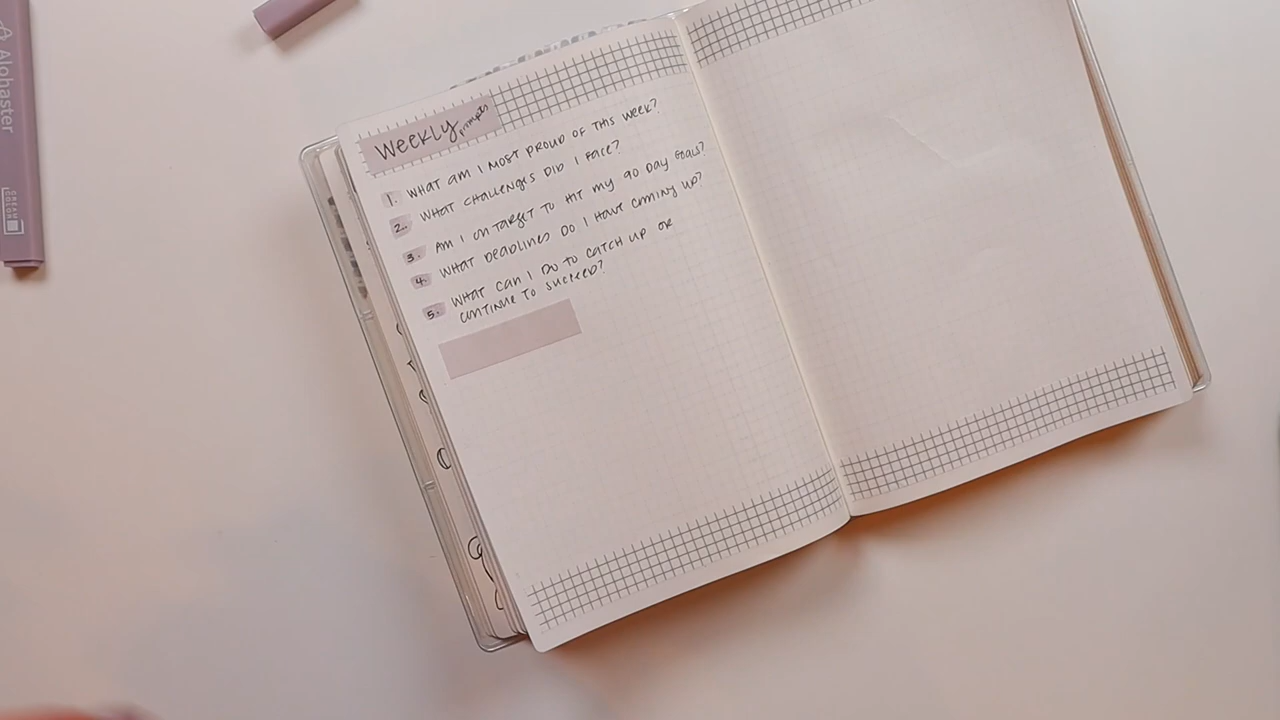 Alohaster
CREAM
COLOR
WEEKLY prompts
1. WHAT AM I MOST PROUD OF THIS WEEK?
2. WHAT CHALLENGES DID I FACE?
3. AM I ON TARGET TO HIT MY 90 DAY GOALS?
4. WHAT DEADLINES DO I HAVE COMING UP?
5. WHAT CAN I DO TO CATCH UP OR
CONTINUE TO SUCCEED?